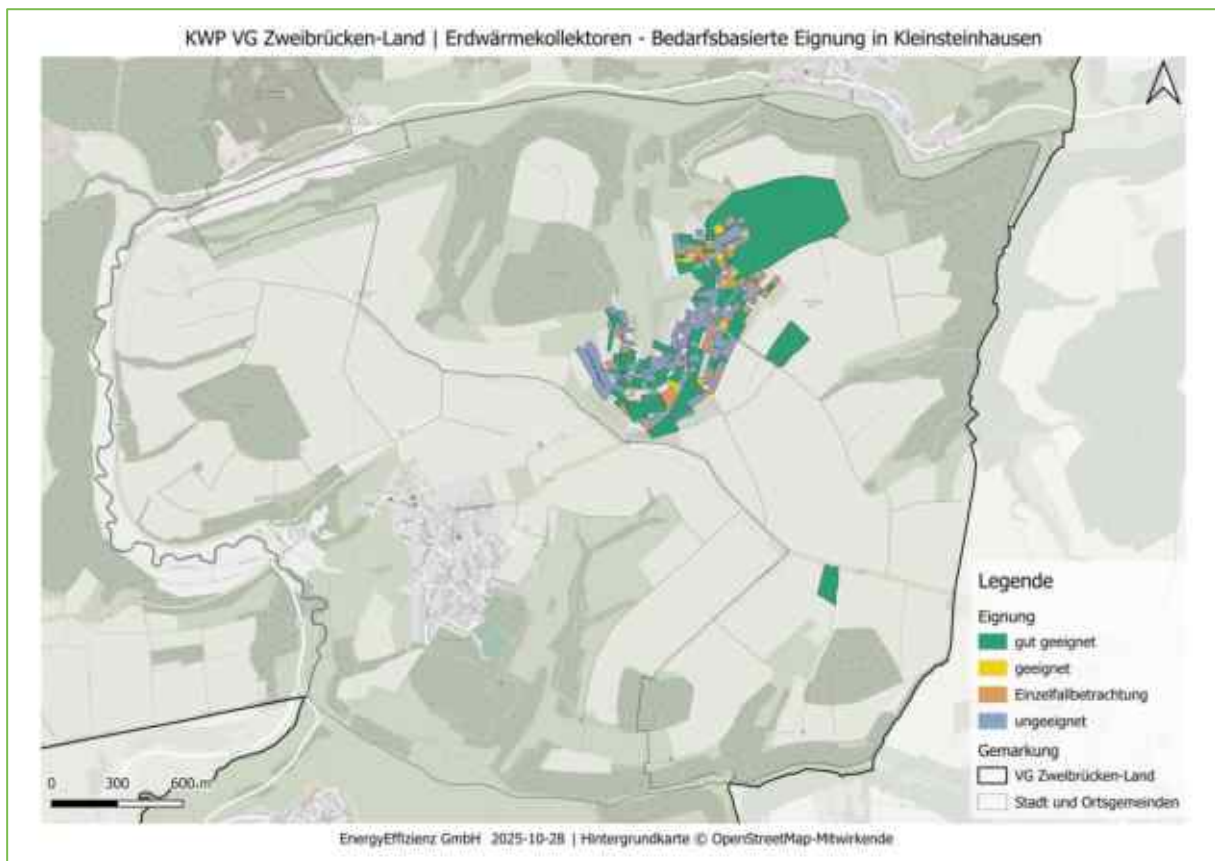 KWP VG Zweibrücken-Land | Erdwärmekollektoren - Bedarfsbasierte Eignung in Kleinsteinhausen
Legende
Eignung
gut geeignet
geeignet
Einzelfallbetrachtung
ungeeignet
Gemarkung
VG Zweibrücken-Land
Stadt und Ortsgemeinden
0 300 600 m
EnergyEffizienz GmbH 2025-10-28 | Hintergrundkarte © OpenStreetMap-Mitwirkende